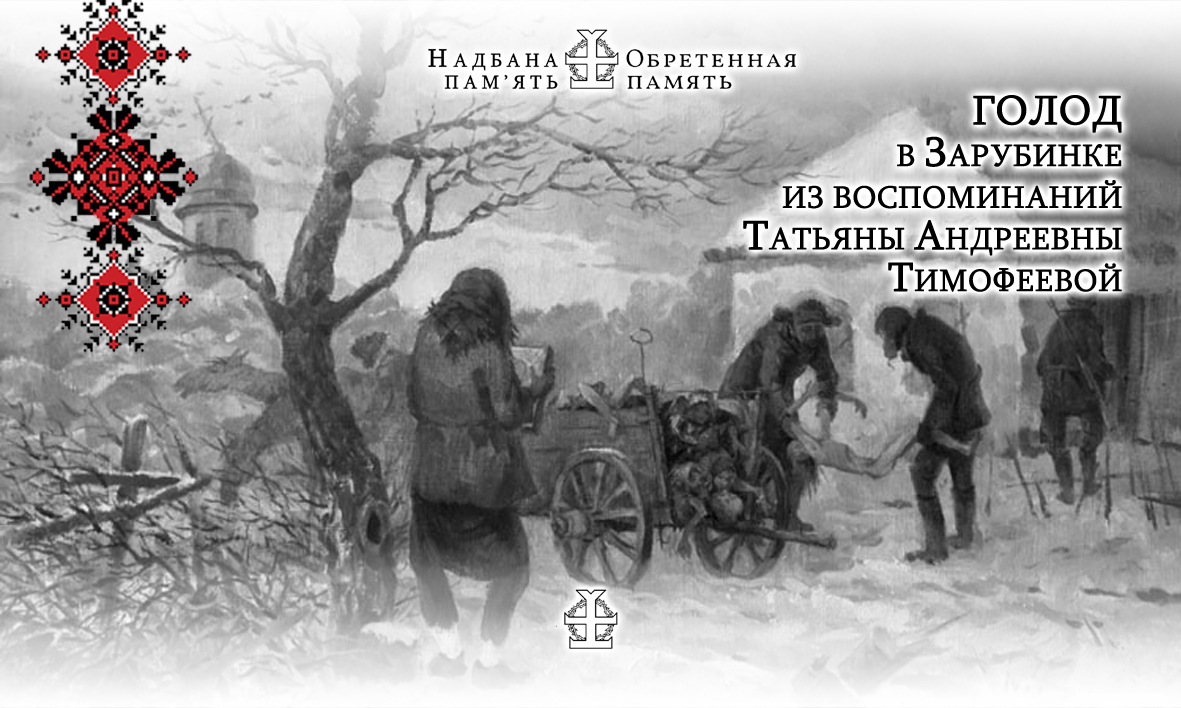 Надбана
пам’ять
Обретенная
память
ГОЛОД
в Зарубинке
из воспоминаний
Татьяны Андреевны
Тимофеевой